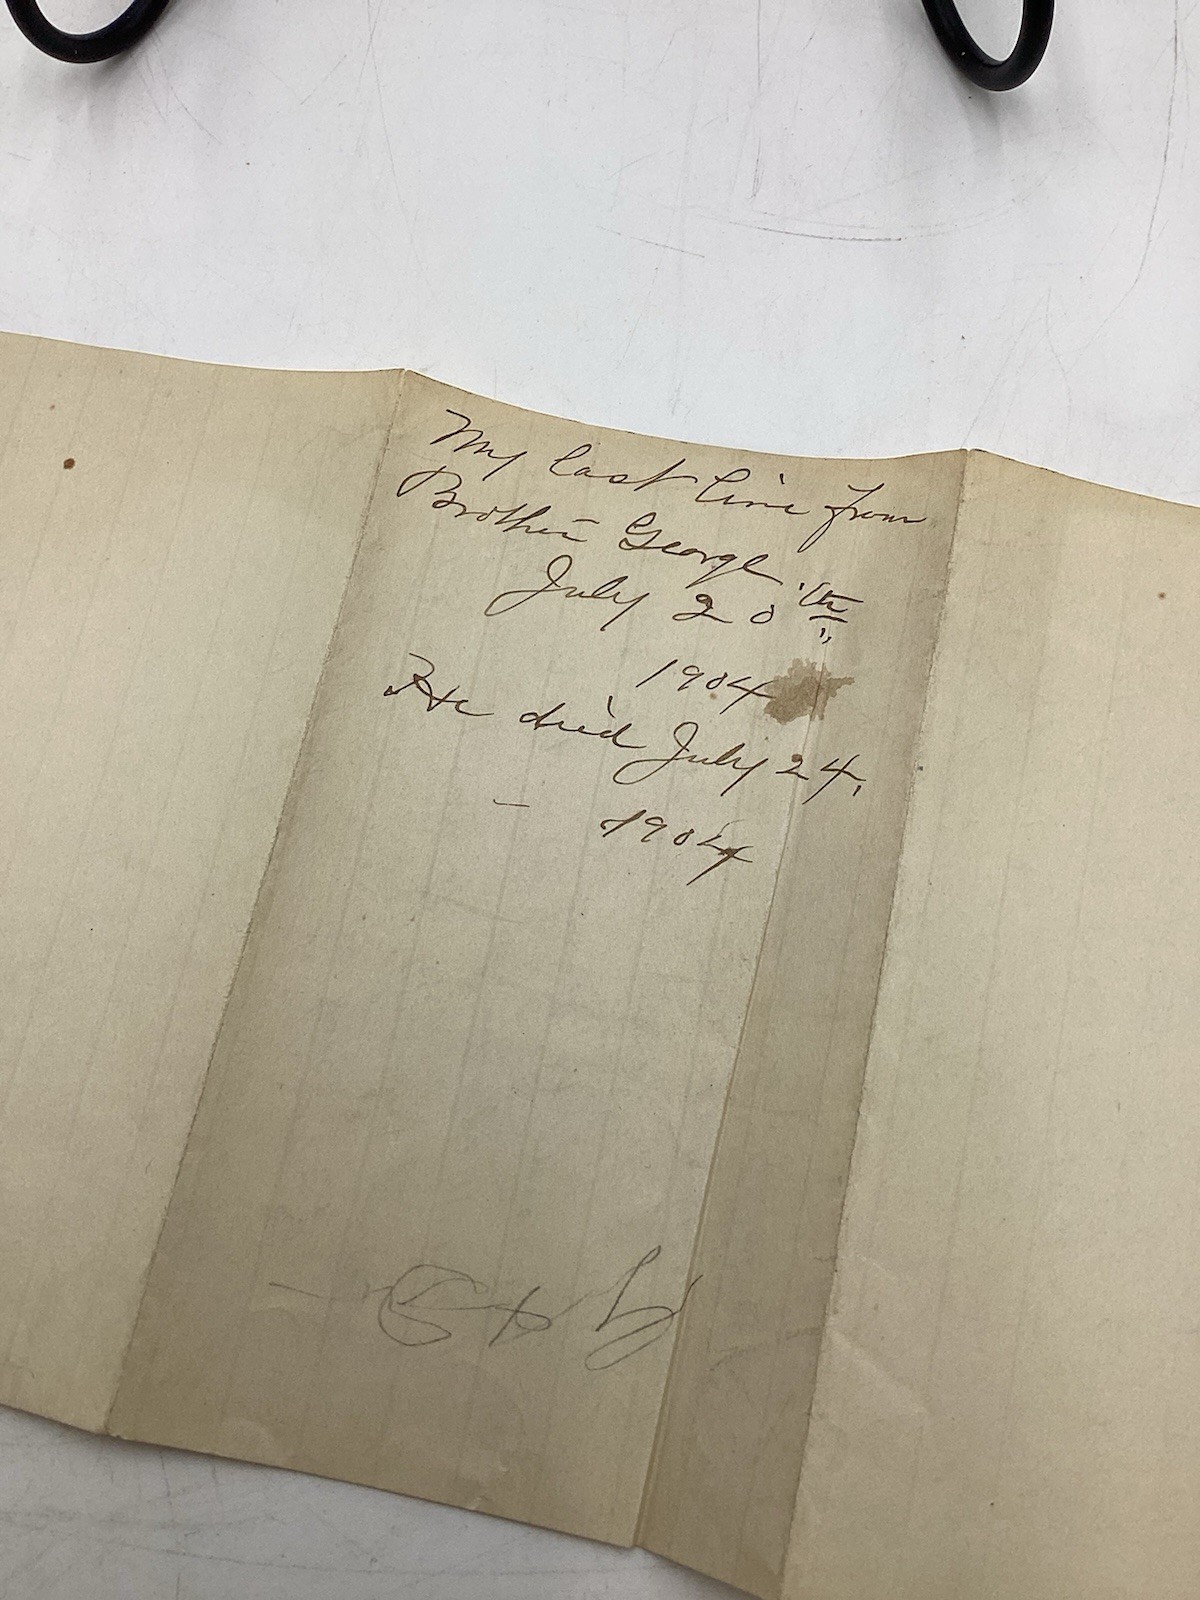 My last line from
Brother George
July 20th
1904
He died July 24,
1904